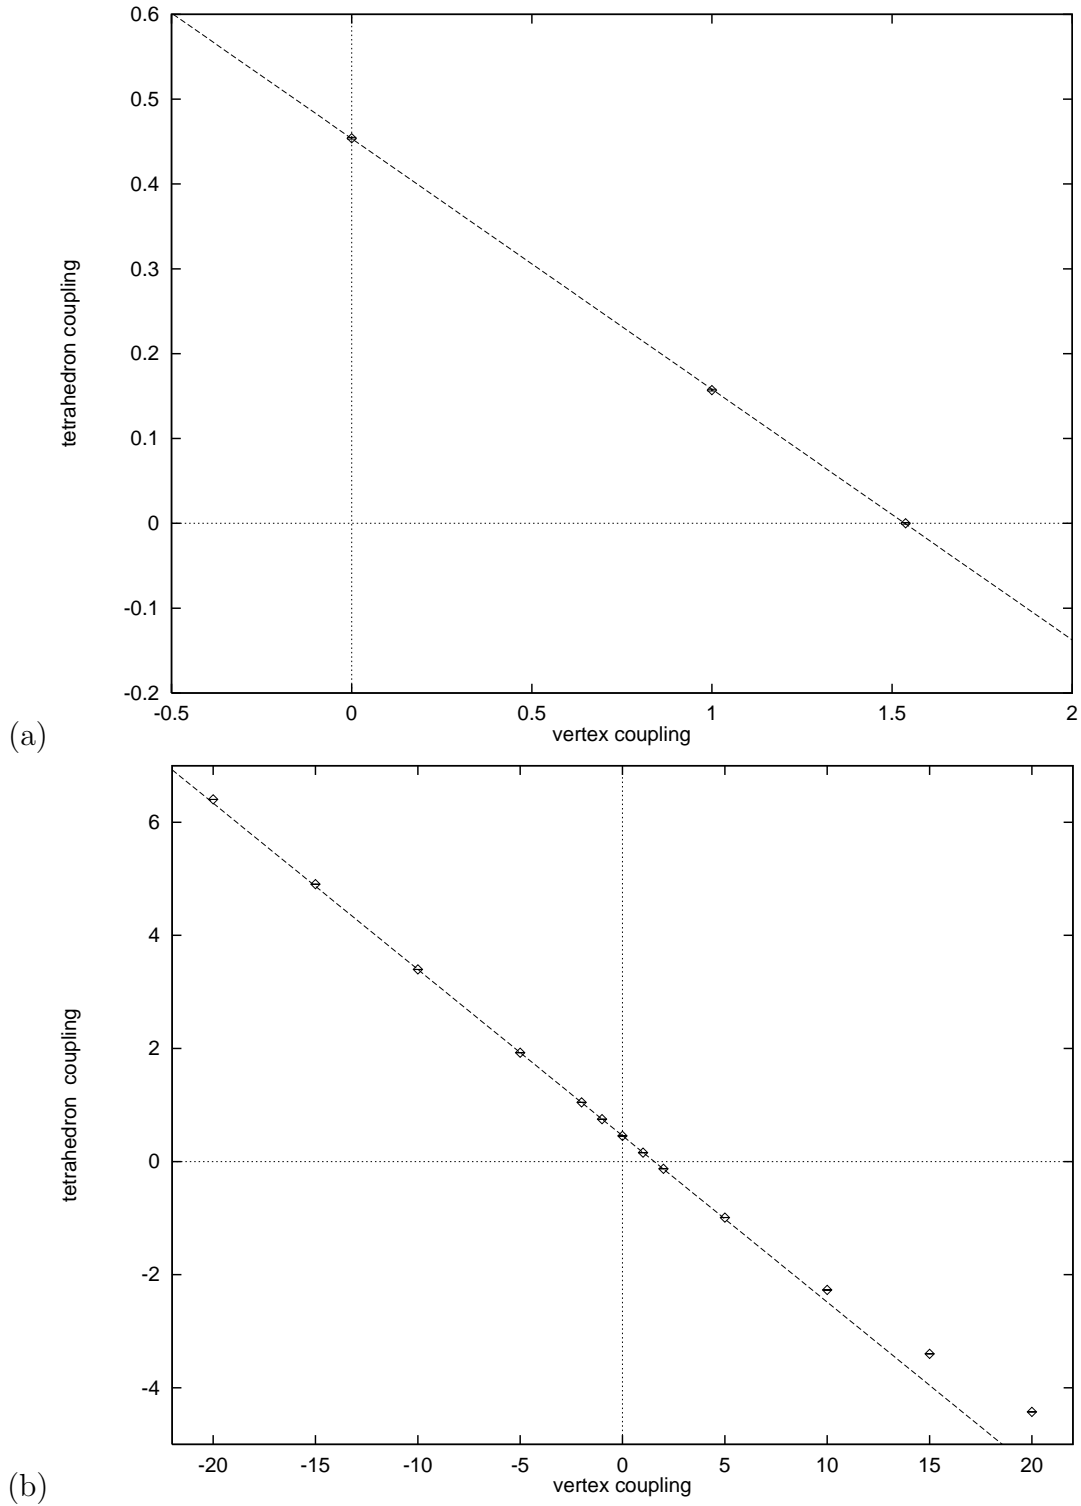 0.6
0.5
0.4
0.3
0.2
0.1
0
-0.1
-0.2
tetrahedron coupling
-0.5 0 0.5 1 1.5 2
vertex coupling
(a)
6
4
2
0
-2
-4
tetrahedron coupling
-20 -15 -10 -5 0 5 10 15 20
vertex coupling
(b)